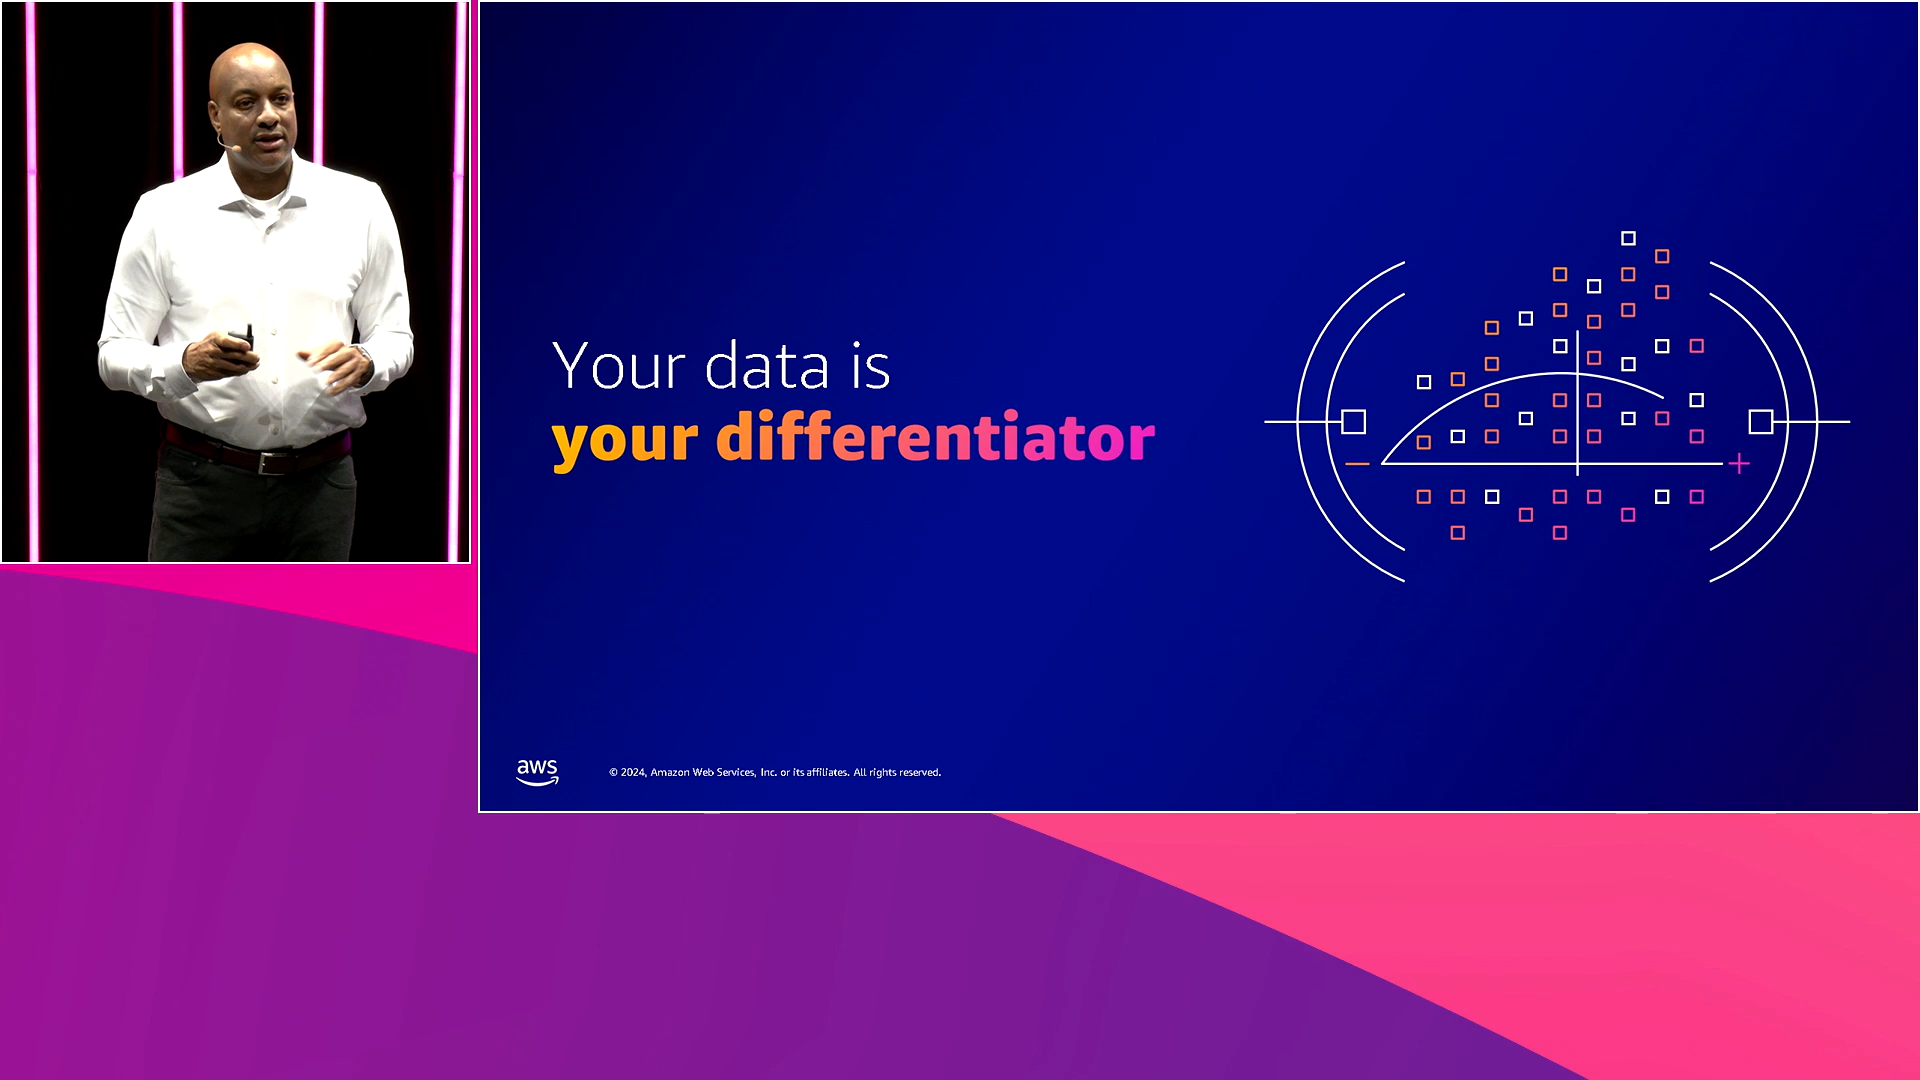 Your data is
your differentiator
aws
© 2024, Amazon Web Services, Inc. or its affiliates. All rights reserved.